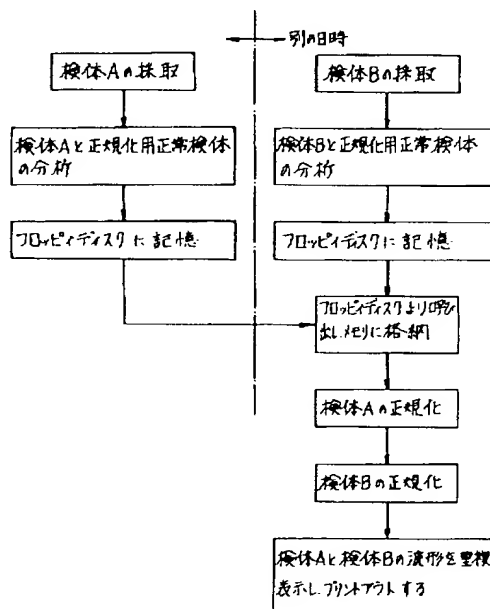 別の日時
検体Aの採取
検体Aと正規化用正常検体
の分析
フロッピィディスクに記憶
検体Bの採取
検体Bと正規化用正常検体
の分析
フロッピィディスクに記憶
フロッピィディスクより呼び
出しメモリに格納
検体Aの正規化
検体Bの正規化
検体Aと検体Bの波形を重複
表示し、プリントアウトする